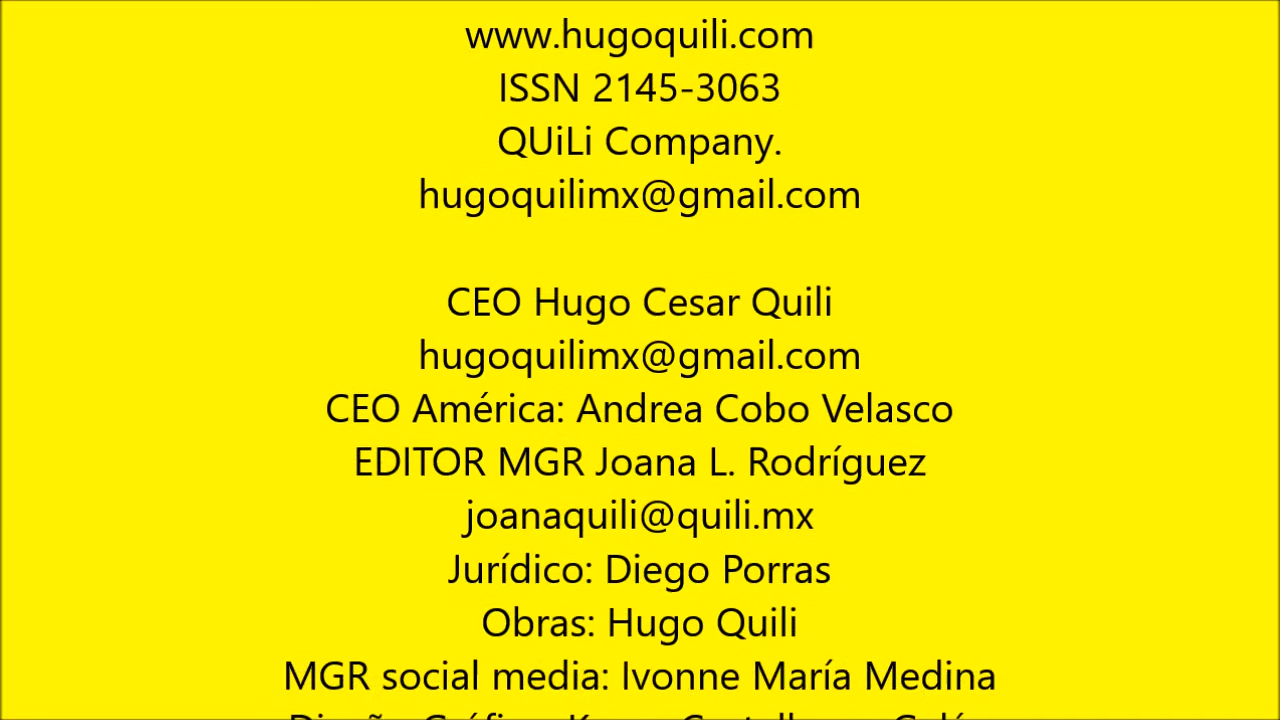 www.hugoquili.com
ISSN 2145-3063
QUiLi Company.
hugoquilimx@gmail.com
CEO Hugo Cesar Quili
hugoquilimx@gmail.com
CEO América: Andrea Cobo Velasco
EDITOR MGR Joana L. Rodríguez
joanaquili@quili.mx
Jurídico: Diego Porras
Obras: Hugo Quili
MGR social media: Ivonne María Medina